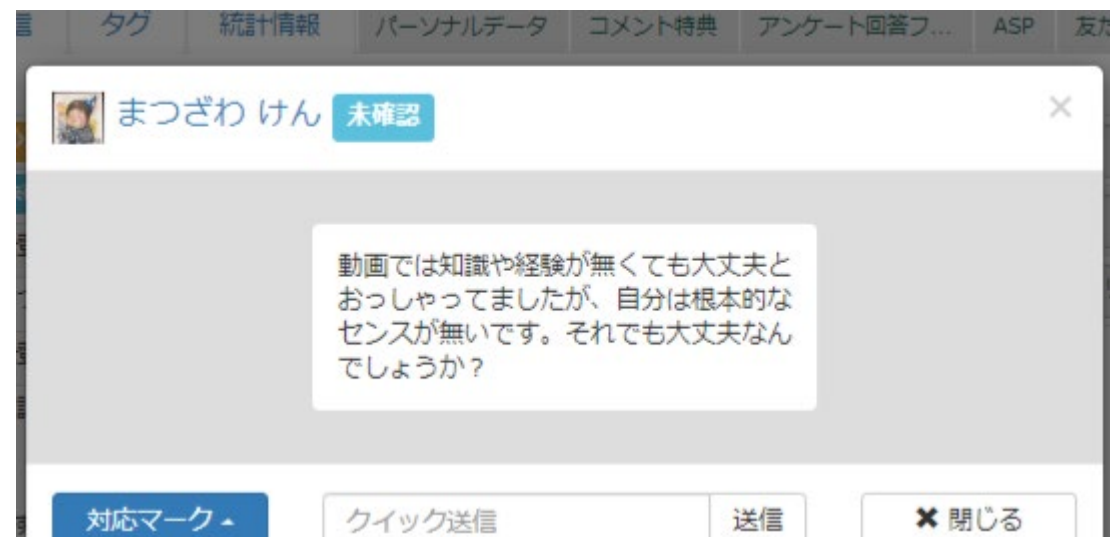 タグ 統計情報 パーソナルデータ コメント特典 アンケート回答フ... ASP
まつざわ けん 未確認 ×
動画では知識や経験が無くても大丈夫と
おっしゃってましたが、自分は根本的な
センスが無いです。それでも大丈夫なん
でしょうか？
対応マーク クイック送信 送信 ✖ 閉じる